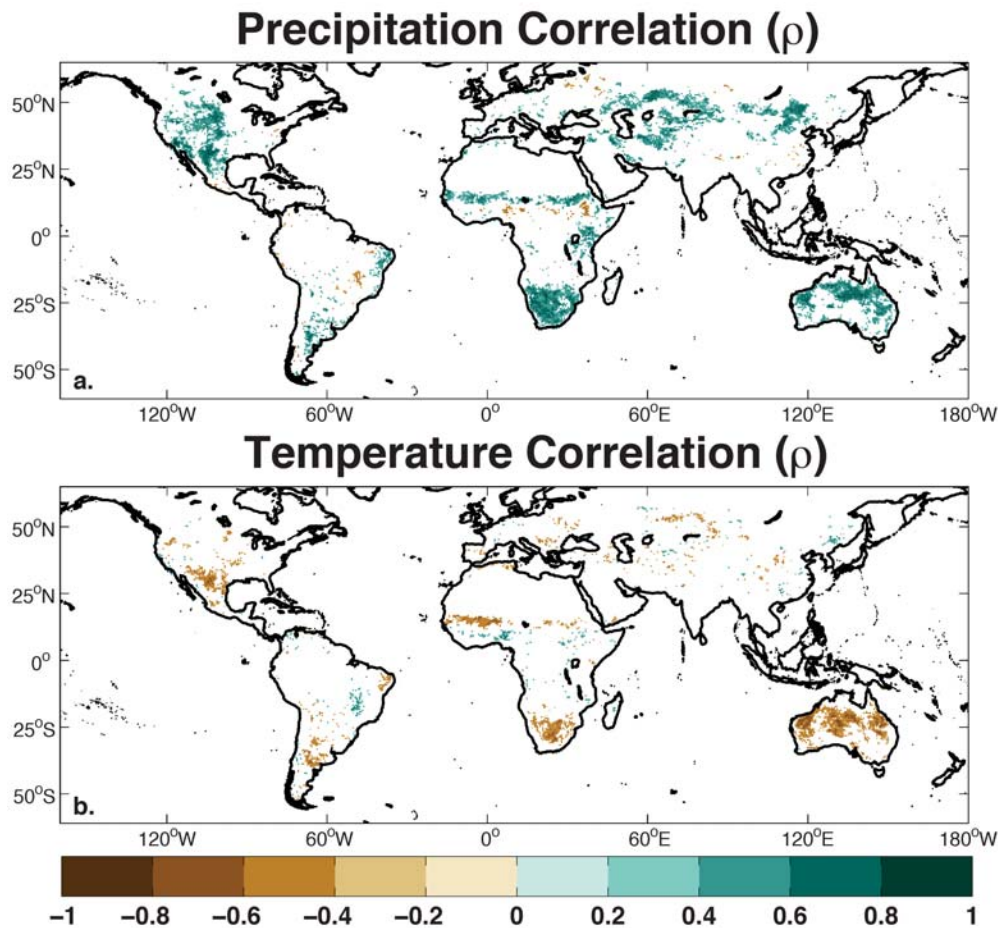 Precipitation Correlation (ρ)
50°N
25°N
0°
25°S
50°S
a.
120°W 60°W 0° 60°E 120°E 180°W
Temperature Correlation (ρ)
50°N
25°N
0°
25°S
50°S
b.
120°W 60°W 0° 60°E 120°E 180°W
−1 −0.8 −0.6 −0.4 −0.2 0 0.2 0.4 0.6 0.8 1